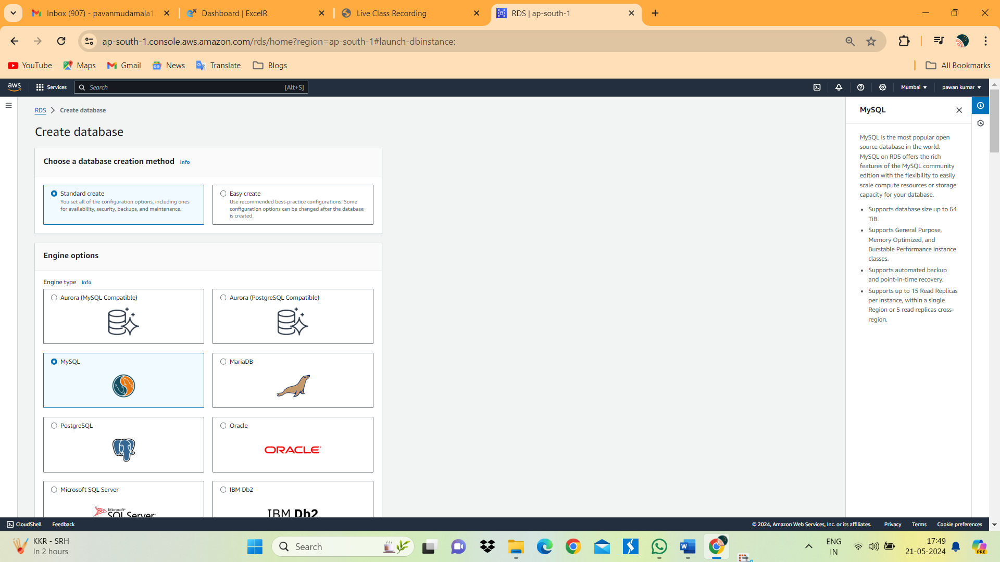 Inbox (907) - pavanmudamala1
Dashboard | ExcelR
Live Class Recording
RDS | ap-south-1
ap-south-1.console.aws.amazon.com/rds/home?region=ap-south-1#launch-dbinstance:
YouTube
Maps
Gmail
News
Translate
Blogs
All Bookmarks
aws
Services
Search
[Alt+S]
Mumbai
pawan kumar
RDS
Create database
Create database
Choose a database creation method Info
Standard create
You set all of the configuration options, including ones
for availability, security, backups, and maintenance.
Easy create
Use recommended best-practice configurations. Some
configuration options can be changed after the database
is created.
Engine options
Engine type Info
Aurora (MySQL Compatible)
Aurora (PostgreSQL Compatible)
MySQL
MariaDB
PostgreSQL
Oracle
ORACLE
Microsoft SQL Server
Microsoft
SQL Server
IBM Db2
IBM Db2
MySQL
MySQL is the most popular open
source database in the world.
MySQL on RDS offers the rich
features of the MySQL community
edition with the flexibility to easily
scale compute resources or storage
capacity for your database.
Supports database size up to 64
TiB.
Supports General Purpose,
Memory Optimized, and
Burstable Performance instance
classes.
Supports automated backup
and point-in-time recovery.
Supports up to 15 Read Replicas
per instance, within a single
Region or 5 read replicas cross-
region.
CloudShell
Feedback
© 2024, Amazon Web Services, Inc. or its affiliates.
Privacy
Terms
Cookie preferences
KKR - SRH
In 2 hours
Search
ENG
IN
17:49
21-05-2024
PRE